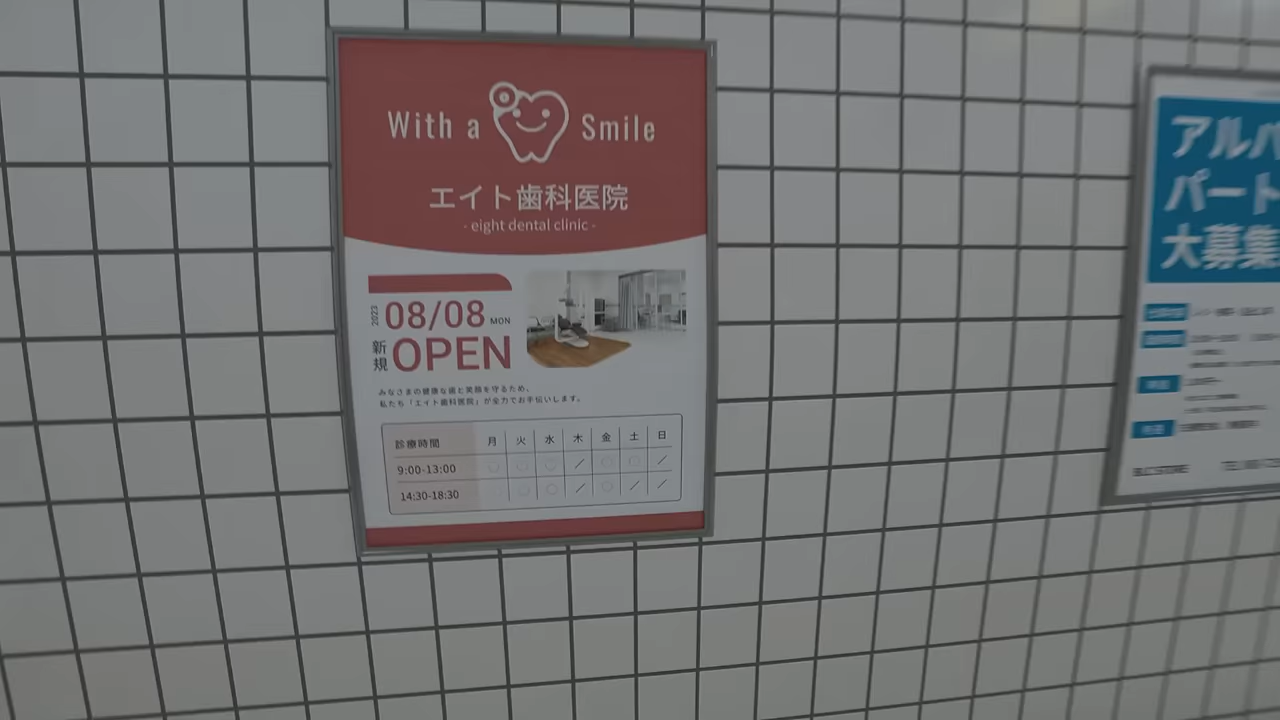 With a Smile
エイト歯科医院
- eight dental clinic -
2023 08/08 MON
新規 OPEN
みなさまの健康な歯と笑顔を守るため、
私たち「エイト歯科医院」が全力でお手伝いします。
診療時間 月 火 水 木 金 土 日
9:00-13:00 ○ ○ ○ ／ ○ ○ ／
14:30-18:30 ○ ○ ○ ／ ○ ／ ／
アルバ
パート
大募集